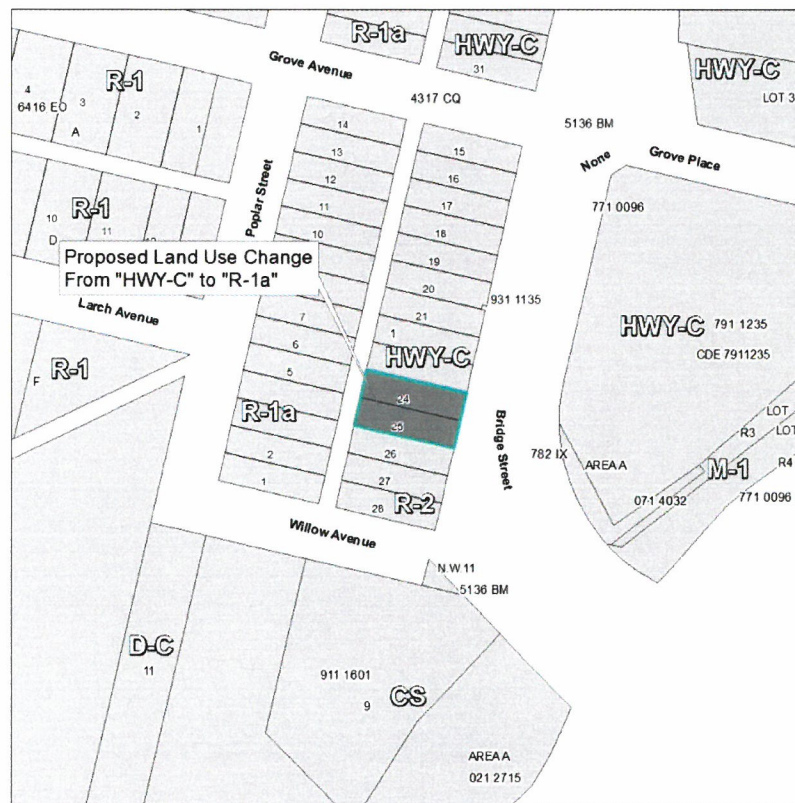 R-1a
HWY-C
31
Grove Avenue
HWY-C
LOT 3
R-1
4
3
2
1
6416 EO
A
4317 CQ
5136 BM
None
Grove Place
14
13
12
11
10
15
16
17
18
19
20
21
1
Poplar Street
R-1
10
11
D
771 0096
Proposed Land Use Change
From "HWY-C" to "R-1a"
931 1135
Larch Avenue
7
6
5
HWY-C
HWY-C
791 1235
CDE 7911235
R-1
F
24
25
R-1a
2
1
26
27
28
R-2
Bridge Street
782 IX
AREA A
LOT
R3
LOT
M-1
R4
071 4032
771 0096
Willow Avenue
N.W.11
5136 BM
D-C
11
911 1601
9
CS
AREA A
021 2715